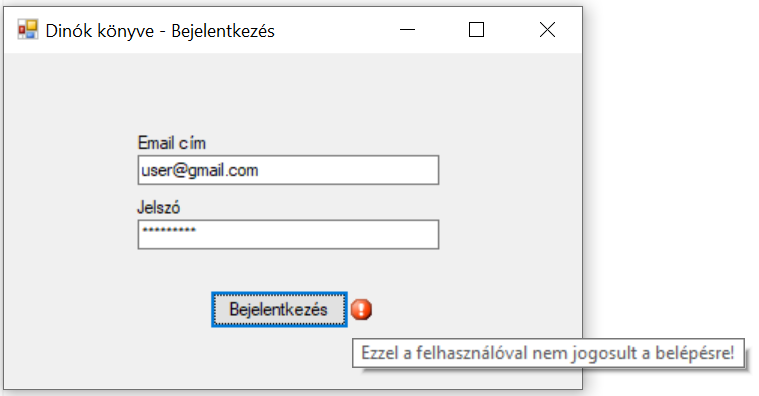 Dinók könyve - Bejelentkezés
Email cím
user@gmail.com
Jelszó
*********
Bejelentkezés
Ezzel a felhasználóval nem jogosult a belépésre!